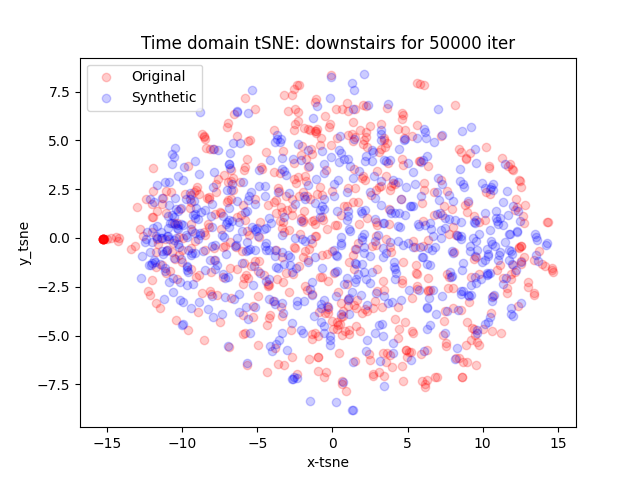 Time domain tSNE: downstairs for 50000 iter
Original
Synthetic
7.5
5.0
2.5
0.0
−2.5
−5.0
−7.5
y_tsne
−15
−10
−5
0
5
10
15
x-tsne